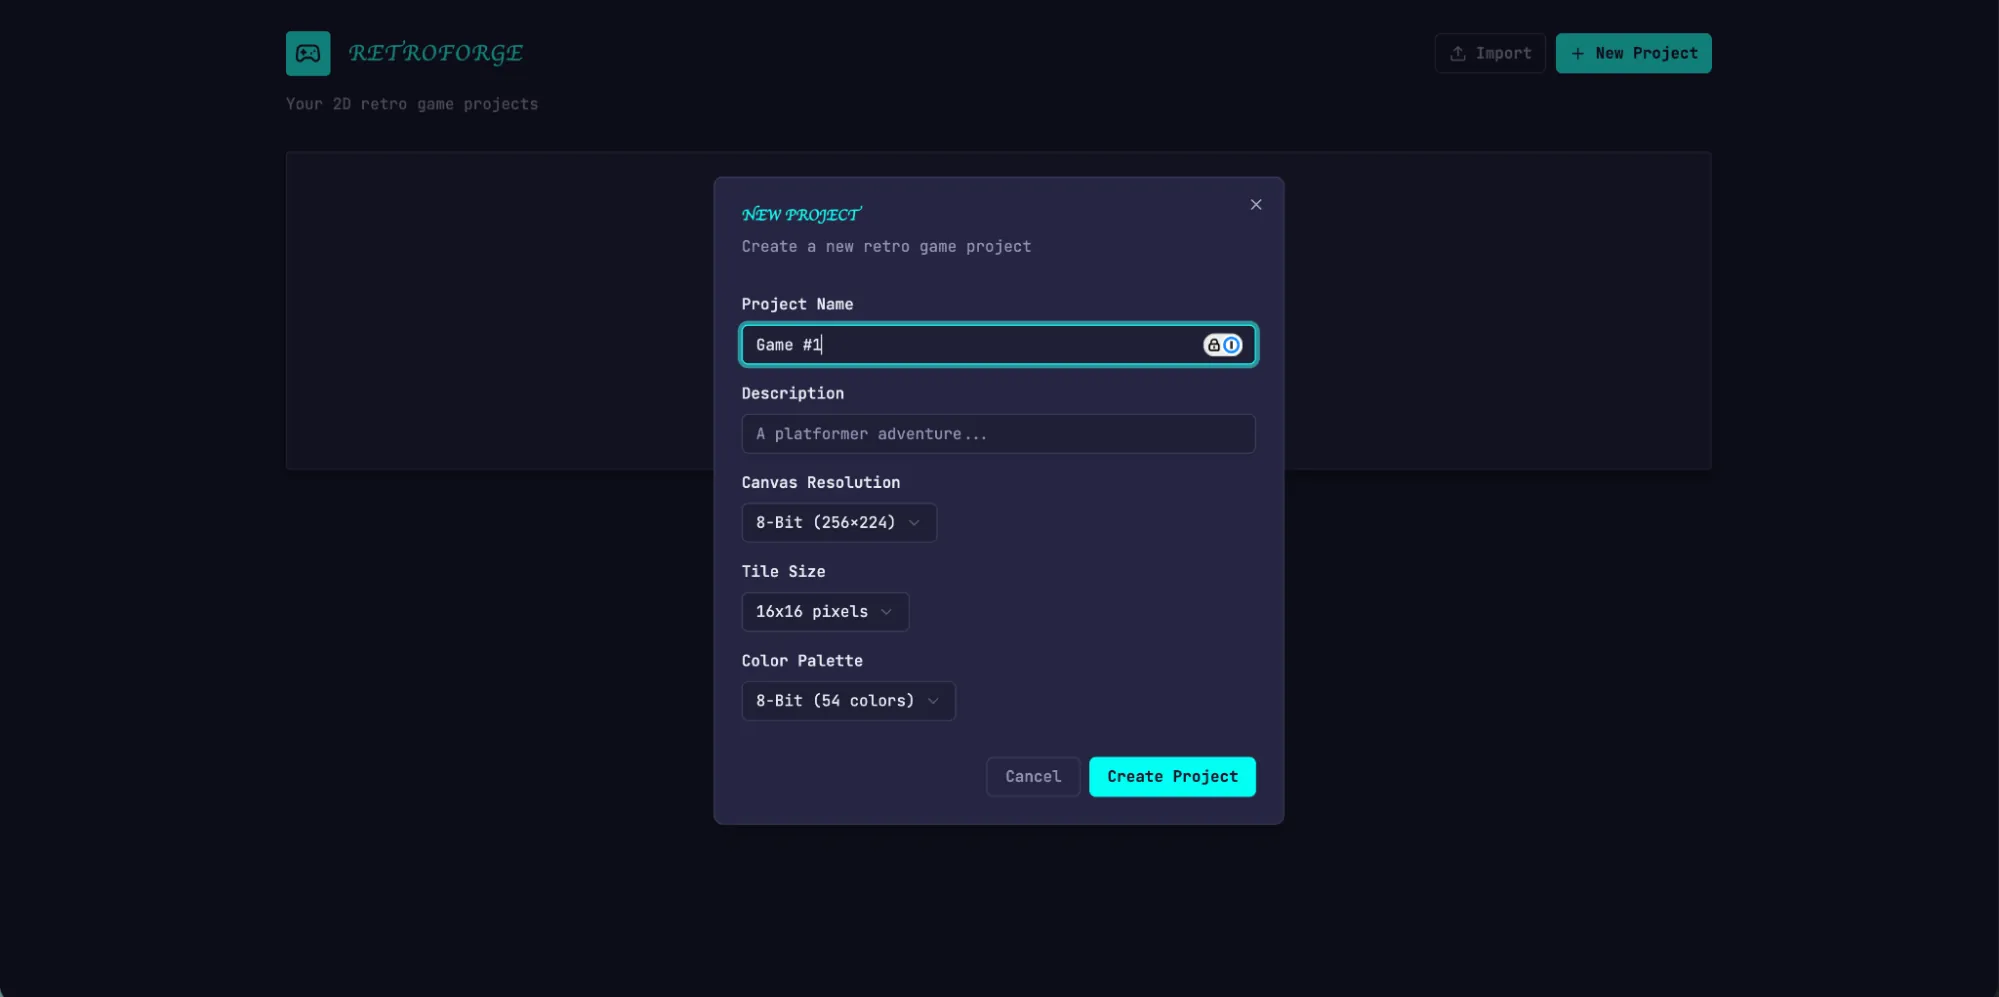 RETROFORGE
Import
+ New Project
Your 2D retro game projects
NEW PROJECT
Create a new retro game project
Project Name
Game #1
Description
A platformer adventure...
Canvas Resolution
8-Bit (256×224)
Tile Size
16x16 pixels
Color Palette
8-Bit (54 colors)
Cancel
Create Project